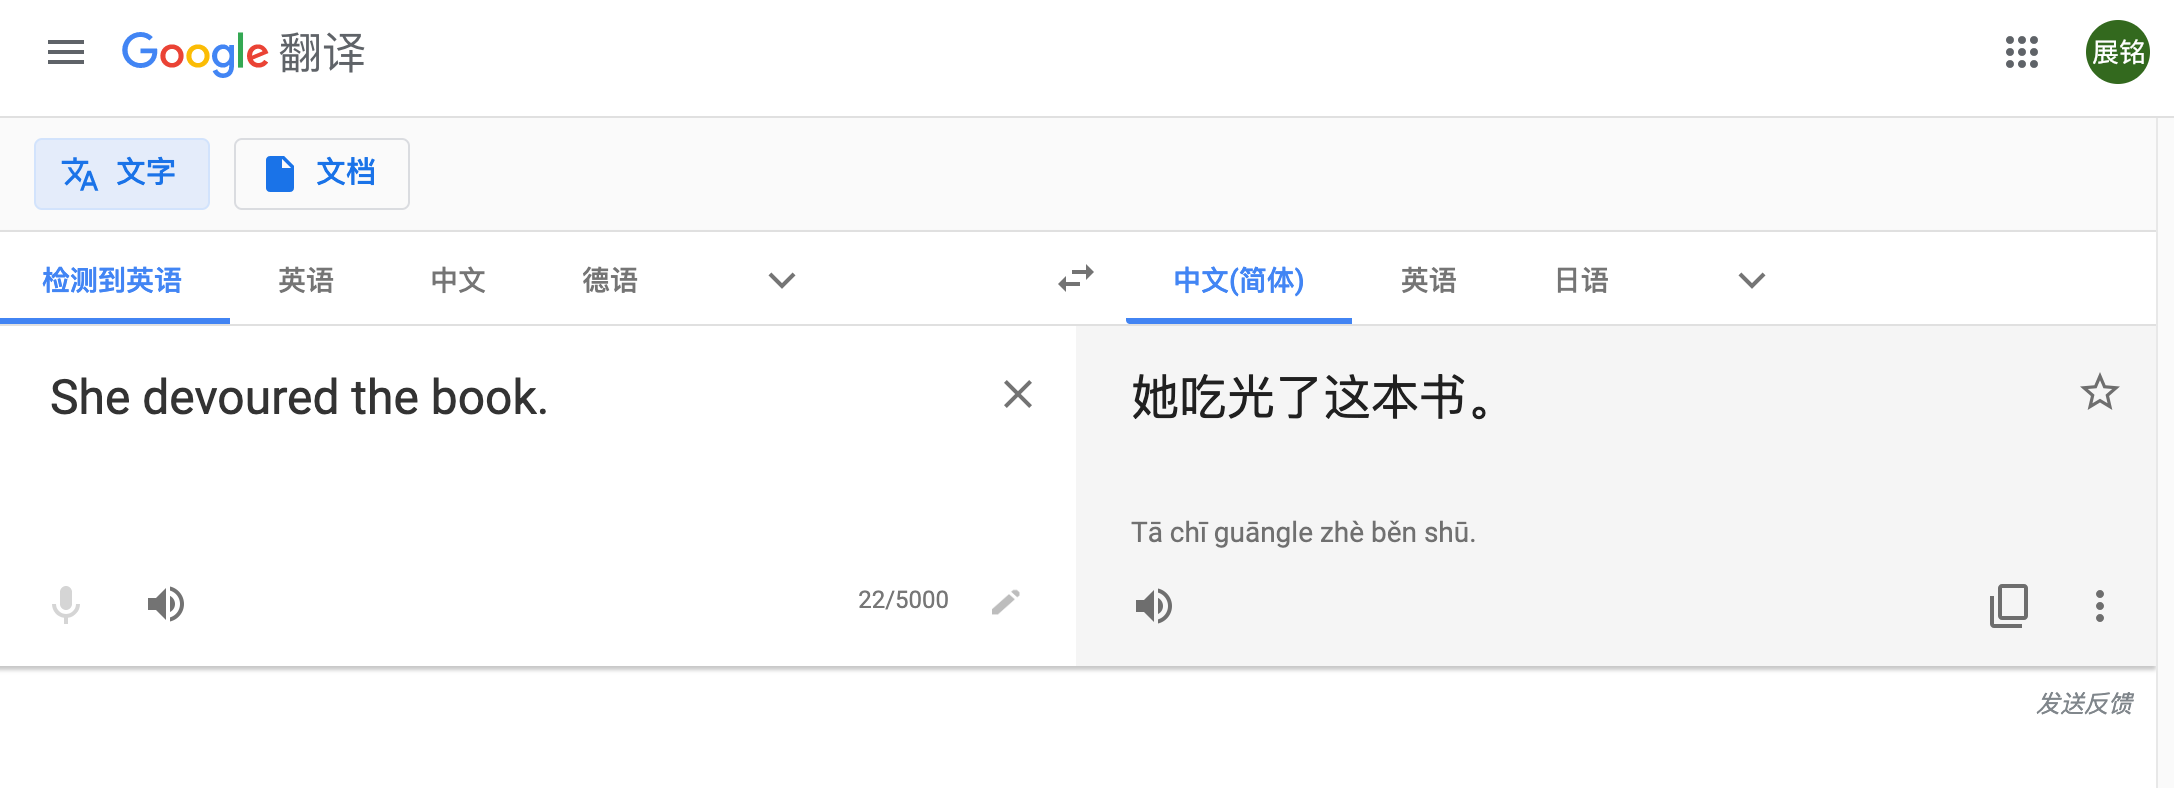 Google 翻译
展铭
文字 文档
检测到英语 英语 中文 德语 中文(简体) 英语 日语
She devoured the book.
她吃光了这本书。
Tā chī guāngle zhè běn shū.
22/5000
发送反馈